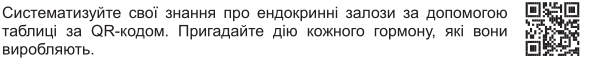 Систематизуйте свої знання про ендокринні залози за допомогою
таблиці за QR-кодом. Пригадайте дію кожного гормону, які вони
виробляють.